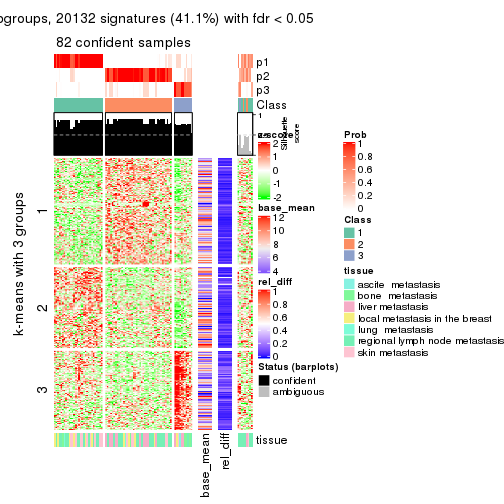 ogroups, 20132 signatures (41.1%) with fdr < 0.05
82 confident samples
p1
p2
p3
Class
1
0
Silhouette
score
k-means with 3 groups
1
2
3
tissue
base_mean
rel_diff
z-score
2
1
0
-1
-2
base_mean
12
10
8
6
4
rel_diff
1
0.8
0.6
0.4
0.2
0
Status (barplots)
confident
ambiguous
Prob
1
0.8
0.6
0.4
0.2
0
Class
1
2
3
tissue
ascite metastasis
bone metastasis
liver metastasis
local metastasis in the breast
lung metastasis
regional lymph node metastasis
skin metastasis